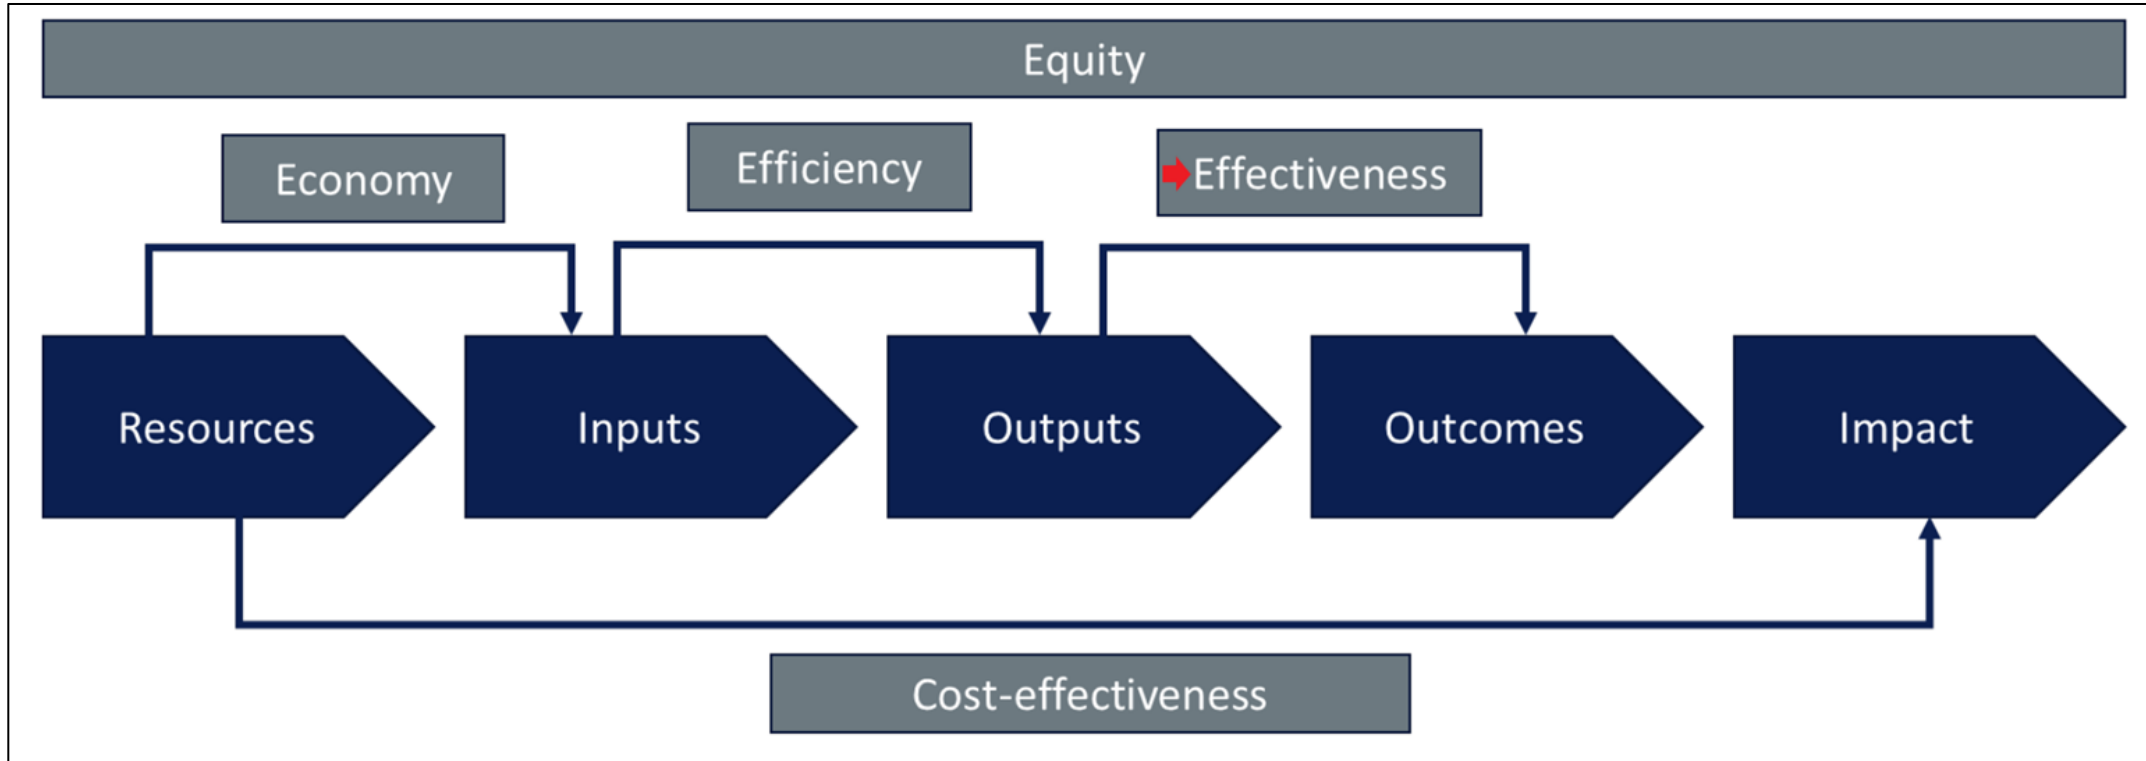 Equity
Economy
Efficiency
Effectiveness
Resources
Inputs
Outputs
Outcomes
Impact
Cost-effectiveness